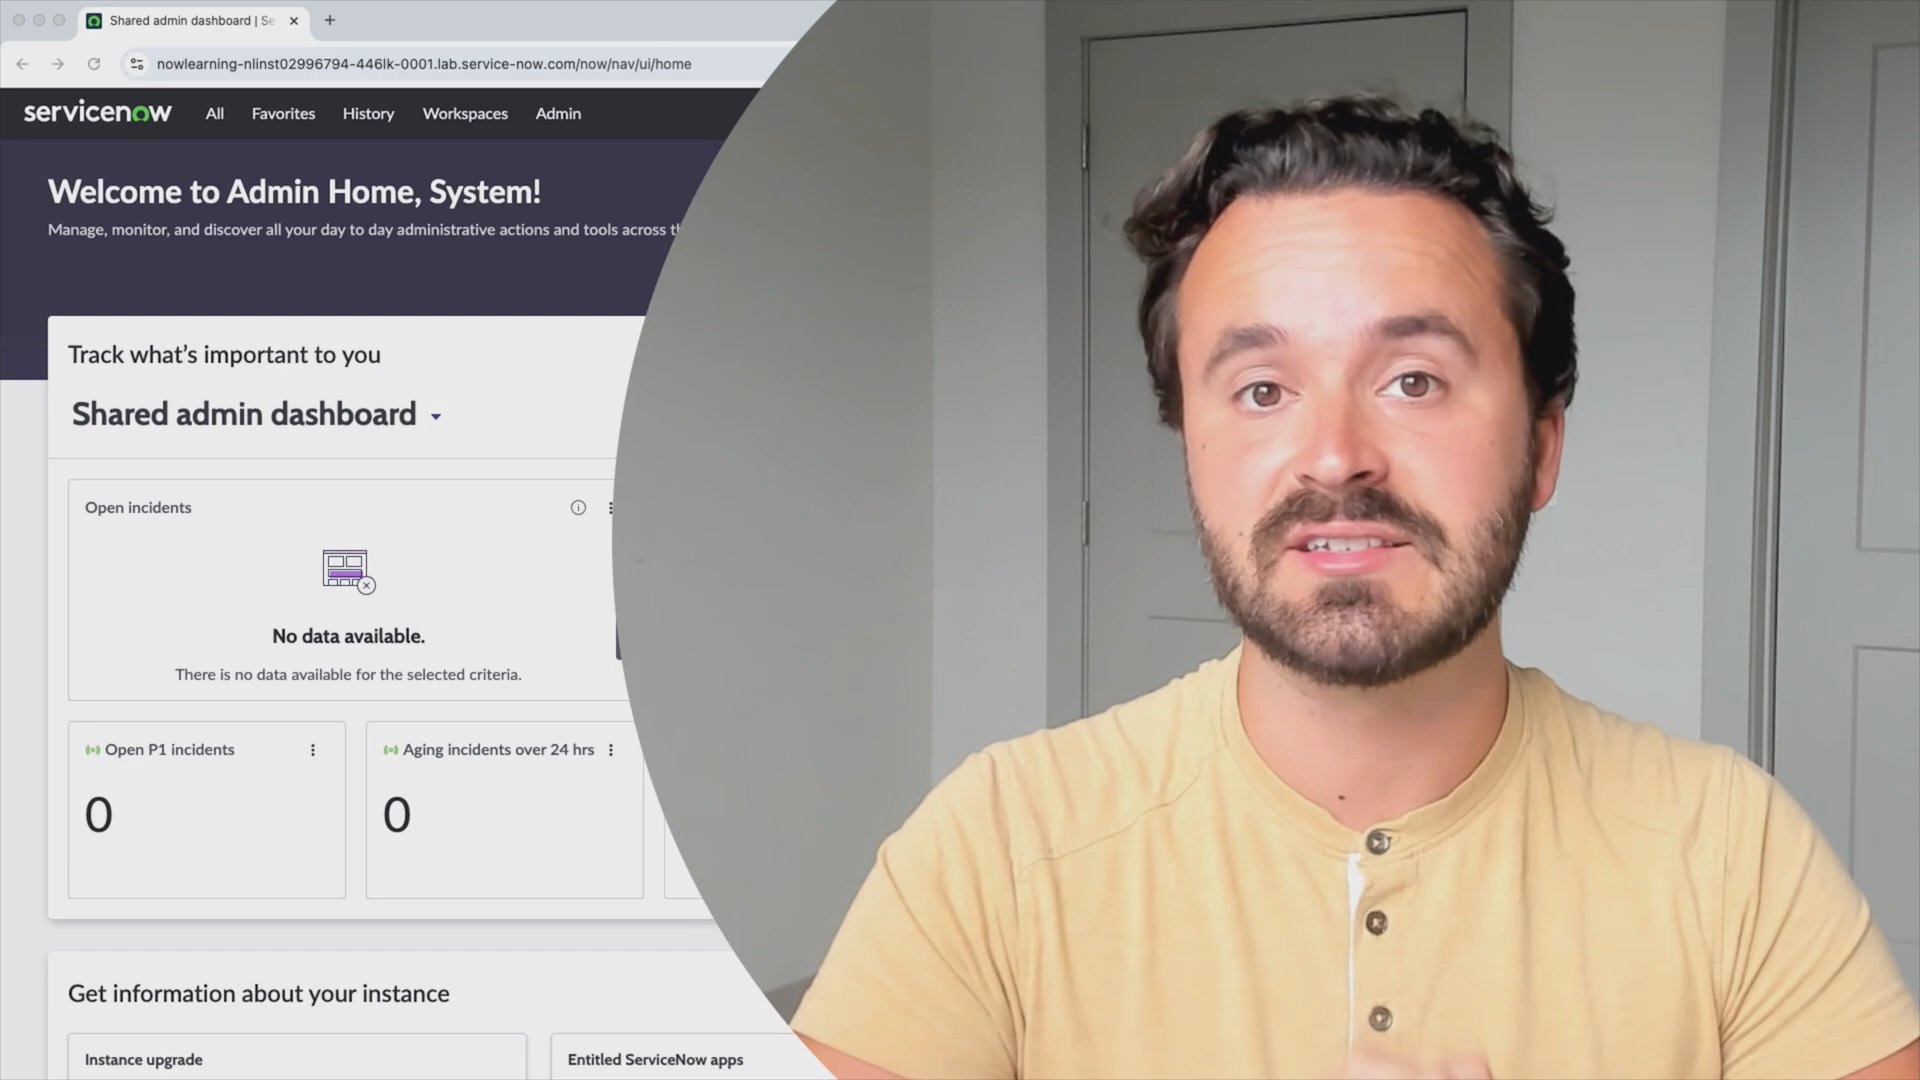 Shared admin dashboard | Se
nowlearning-nlinst02996794-446lk-0001.lab.service-now.com/now/nav/ui/home
servicenow All Favorites History Workspaces Admin
Welcome to Admin Home, System!
Manage, monitor, and discover all your day to day administrative actions and tools across t
Track what's important to you
Shared admin dashboard
Open incidents
No data available.
There is no data available for the selected criteria.
Open P1 incidents
Aging incidents over 24 hrs
0
0
Get information about your instance
Instance upgrade
Entitled ServiceNow apps